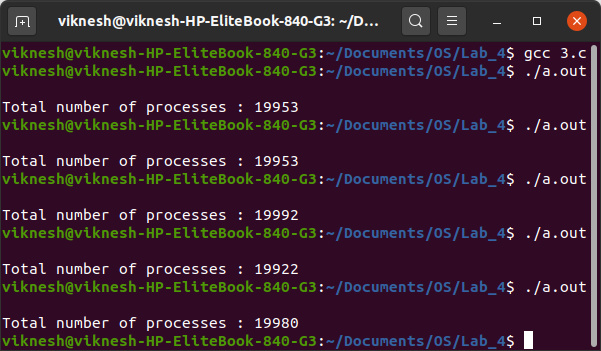 viknesh@viknesh-HP-EliteBook-840-G3: ~/D...
viknesh@viknesh-HP-EliteBook-840-G3:~/Documents/OS/Lab_4$ gcc 3.c
viknesh@viknesh-HP-EliteBook-840-G3:~/Documents/OS/Lab_4$ ./a.out
Total number of processes : 19953
viknesh@viknesh-HP-EliteBook-840-G3:~/Documents/OS/Lab_4$ ./a.out
Total number of processes : 19953
viknesh@viknesh-HP-EliteBook-840-G3:~/Documents/OS/Lab_4$ ./a.out
Total number of processes : 19992
viknesh@viknesh-HP-EliteBook-840-G3:~/Documents/OS/Lab_4$ ./a.out
Total number of processes : 19922
viknesh@viknesh-HP-EliteBook-840-G3:~/Documents/OS/Lab_4$ ./a.out
Total number of processes : 19980
viknesh@viknesh-HP-EliteBook-840-G3:~/Documents/OS/Lab_4$